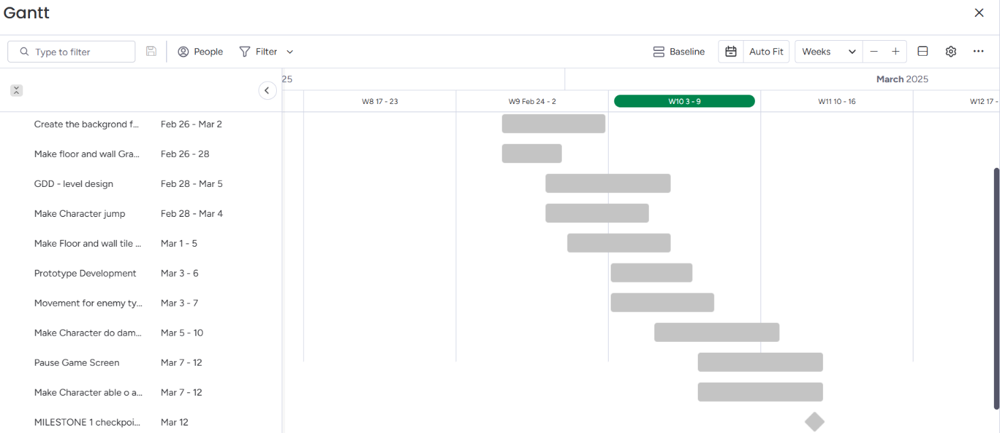 Gantt
Type to filter
People
Filter
Baseline
Auto Fit
Weeks
25
March 2025
W8 17 - 23
W9 Feb 24 - 2
W10 3 - 9
W11 10 - 16
W12 17 -
Create the backgrond f... Feb 26 - Mar 2
Make floor and wall Gra... Feb 26 - 28
GDD - level design Feb 28 - Mar 5
Make Character jump Feb 28 - Mar 4
Make Floor and wall tile ... Mar 1 - 5
Prototype Development Mar 3 - 6
Movement for enemy ty... Mar 3 - 7
Make Character do dam... Mar 5 - 10
Pause Game Screen Mar 7 - 12
Make Character able o a... Mar 7 - 12
MILESTONE 1 checkpoi... Mar 12